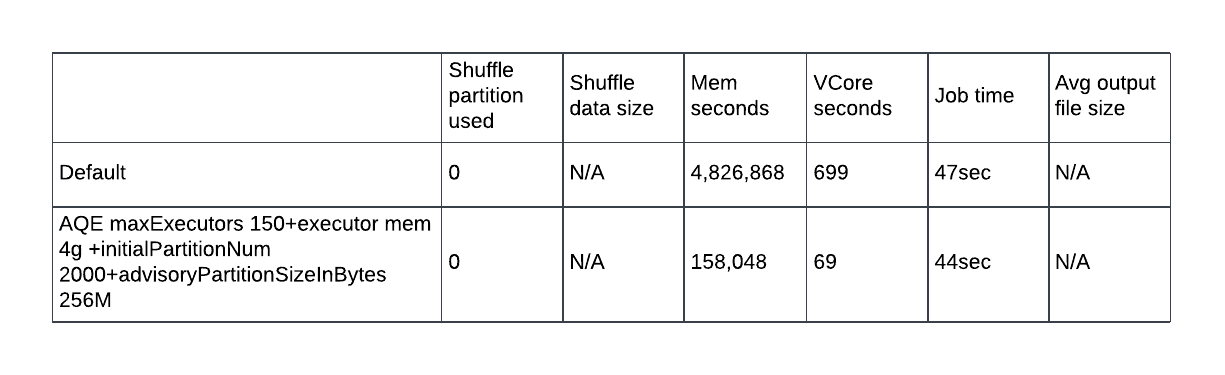 Shuffle
partition
used
Shuffle
data size
Mem
seconds
VCore
seconds
Job time
Avg output
file size
Default
0
N/A
4,826,868
699
47sec
N/A
AQE maxExecutors 150+executor mem
4g +initialPartitionNum
2000+advisoryPartitionSizeInBytes
256M
0
N/A
158,048
69
44sec
N/A